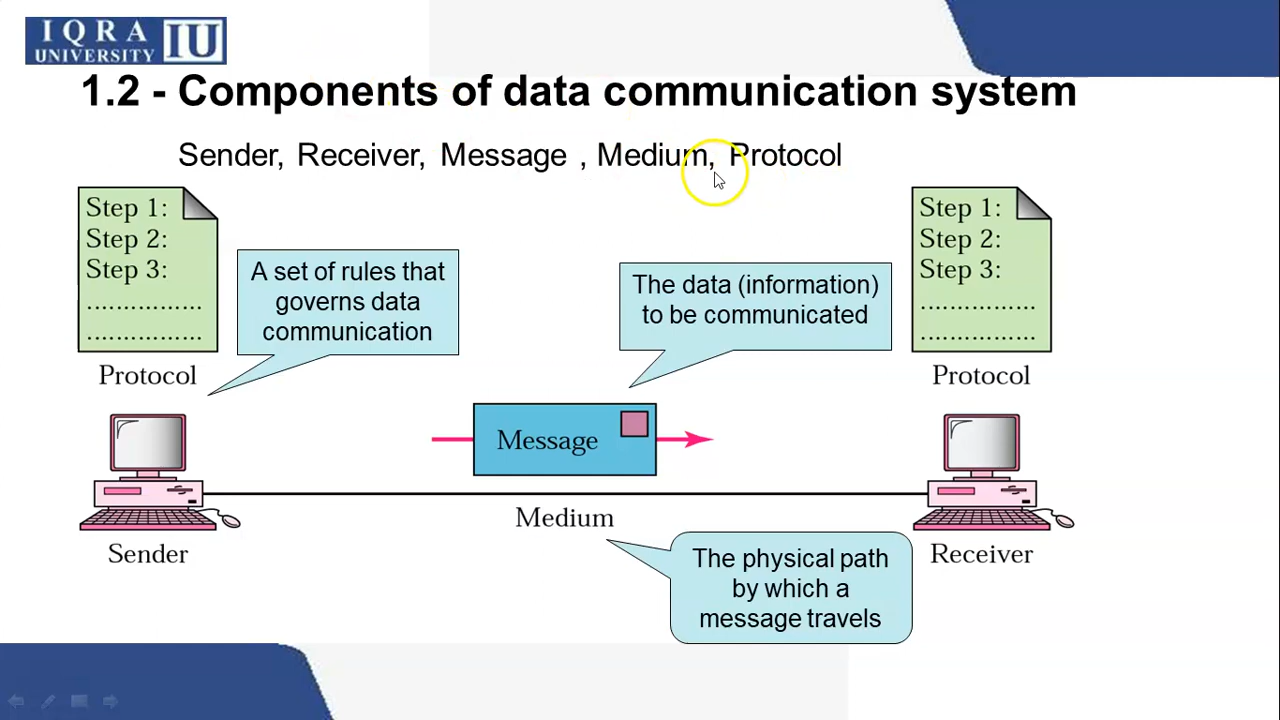 IQRA
UNIVERSITY IU
1.2 - Components of data communication system
Sender, Receiver, Message , Medium, Protocol
Step 1:
Step 2:
Step 3:
................
................
Protocol
A set of rules that
governs data
communication
The data (information)
to be communicated
Step 1:
Step 2:
Step 3:
................
................
Protocol
Message
Medium
Sender
The physical path
by which a
message travels
Receiver